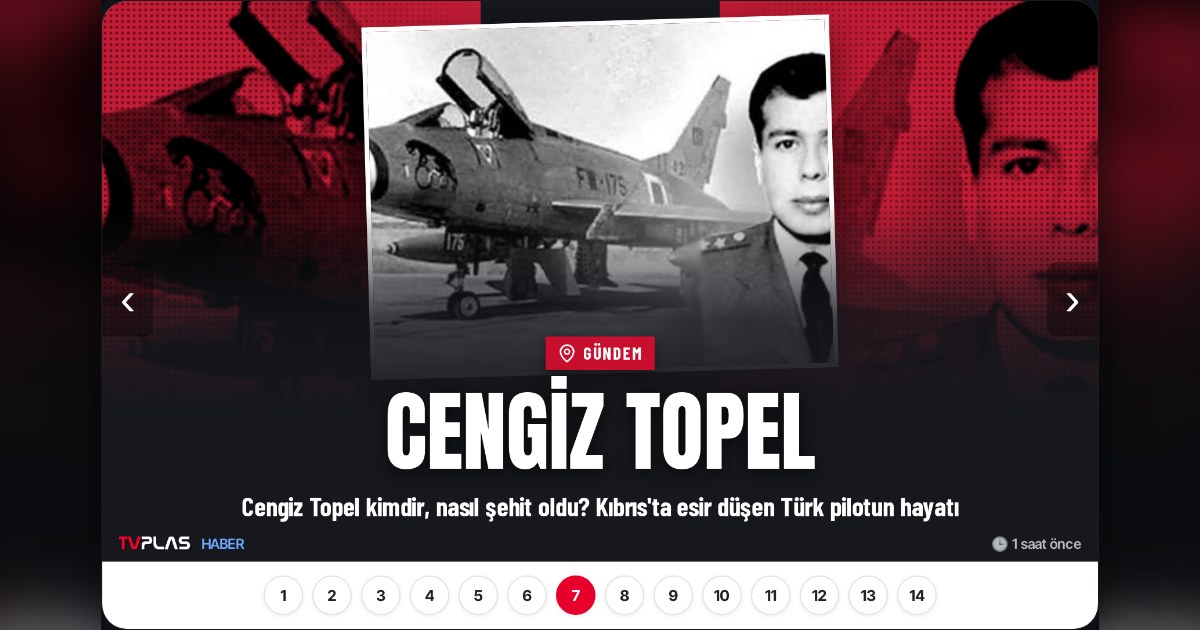 FW-175
175
GÜNDEM
CENGİZ TOPEL
Cengiz Topel kimdir, nasıl şehit oldu? Kıbrıs'ta esir düşen Türk pilotun hayatı
TVPLAS HABER
1 saat önce
1 2 3 4 5 6 7 8 9 10 11 12 13 14